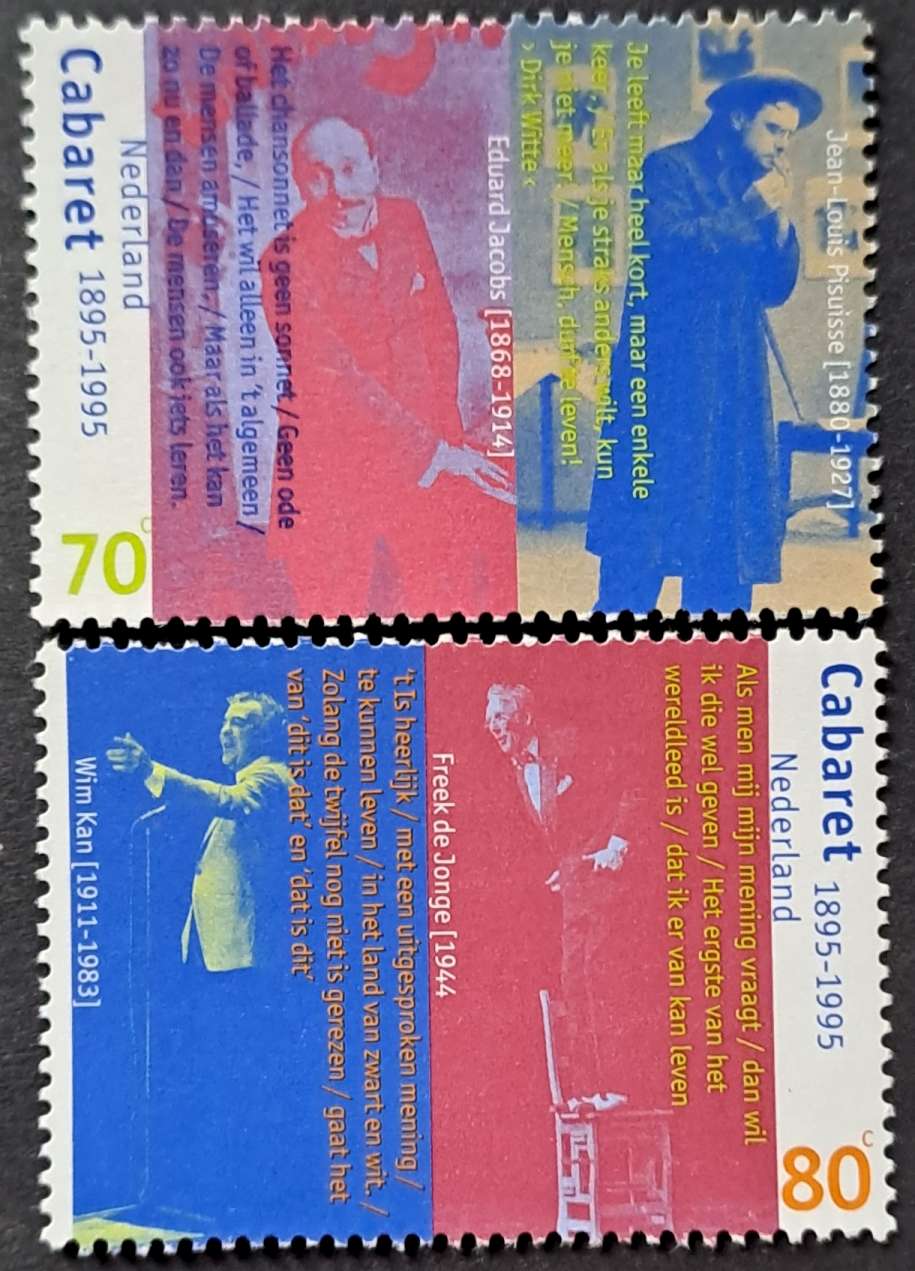 Jean-Louis Pisuisse [1880-1927]
Je leeft maar heel kort, maar een enkele
keer. / En als je straks anders wilt, kun
je niet meer. / Mensch, durf te leven!
› Dirk Witte ‹
Eduard Jacobs [1868-1914]
Het chansonnet is geen sonnet / Geen ode
of ballade, / Het wil alleen in 't algemeen /
De mensen amuseren, / Maar als het kan
zo nu en dan / De mensen ook iets leren.
Nederland
Cabaret 1895-1995
70c
Cabaret 1895-1995
Nederland
80c
Als men mij mijn mening vraagt / dan wil
ik die wel geven / Het ergste van het
wereldleed is / dat ik er van kan leven
Freek de Jonge [1944
't Is heerlijk / met een uitgesproken mening /
te kunnen leven / in het land van zwart en wit. /
Zolang de twijfel nog niet is gerezen / gaat het
van ‘dit is dat’ en ‘dat is dit’
Wim Kan [1911-1983]